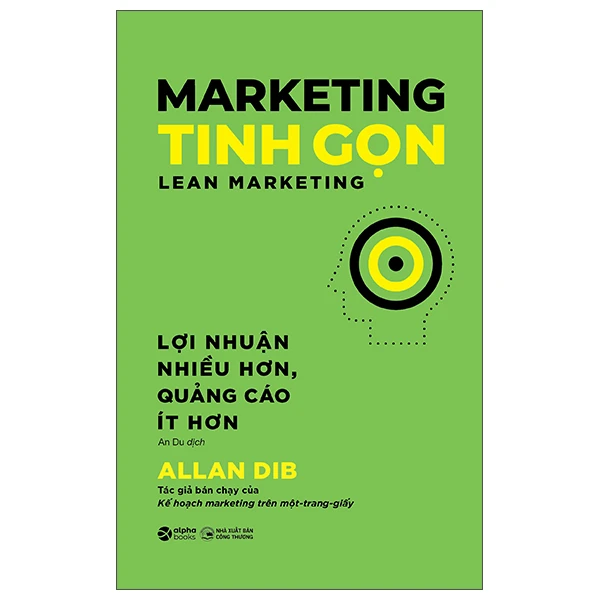 MARKETING
TINH GỌN
LEAN MARKETING
LỢI NHUẬN
NHIỀU HƠN,
QUẢNG CÁO
ÍT HƠN
An Du dịch
ALLAN DIB
Tác giả bán chạy của
Kế hoạch marketing trên một-trang-giấy
alpha
books
NHÀ XUẤT BẢN
CÔNG THƯƠNG